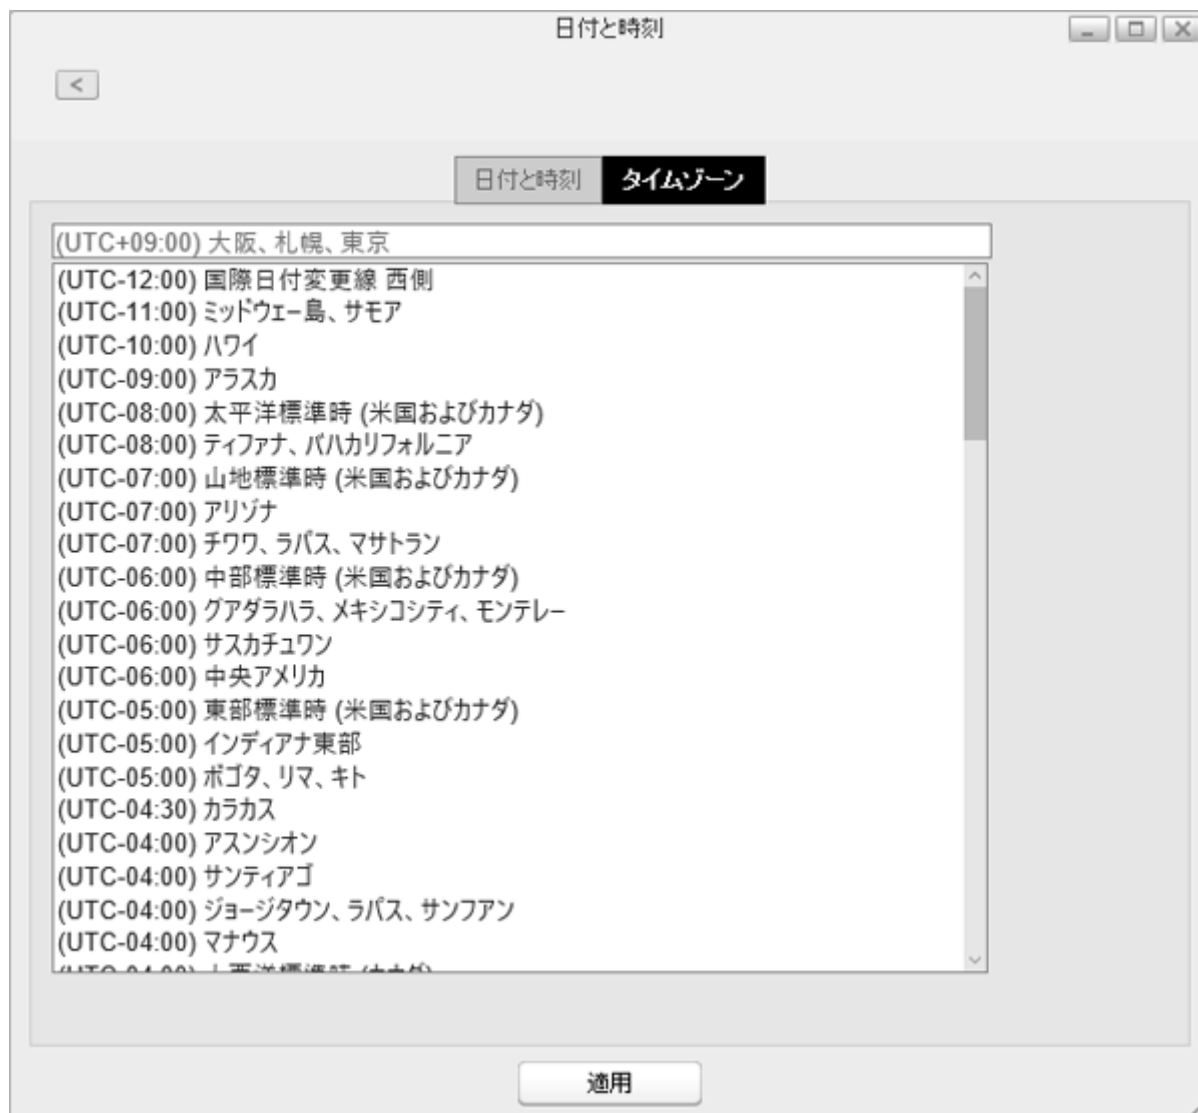 日付と時刻
<
日付と時刻 タイムゾーン
(UTC+09:00) 大阪、札幌、東京
(UTC-12:00) 国際日付変更線 西側
(UTC-11:00) ミッドウェー島、サモア
(UTC-10:00) ハワイ
(UTC-09:00) アラスカ
(UTC-08:00) 太平洋標準時 (米国およびカナダ)
(UTC-08:00) ティファナ、バハカリフォルニア
(UTC-07:00) 山地標準時 (米国およびカナダ)
(UTC-07:00) アリゾナ
(UTC-07:00) チワワ、ラパス、マサトラン
(UTC-06:00) 中部標準時 (米国およびカナダ)
(UTC-06:00) グアダラハラ、メキシコシティ、モンテレー
(UTC-06:00) サスカチュワン
(UTC-06:00) 中央アメリカ
(UTC-05:00) 東部標準時 (米国およびカナダ)
(UTC-05:00) インディアナ東部
(UTC-05:00) ボゴタ、リマ、キト
(UTC-04:30) カラカス
(UTC-04:00) アスンシオン
(UTC-04:00) サンティアゴ
(UTC-04:00) ジョージタウン、ラパス、サンフアン
(UTC-04:00) マナウス
(UTC-04:00) 大西洋標準時 (カナダ)
適用